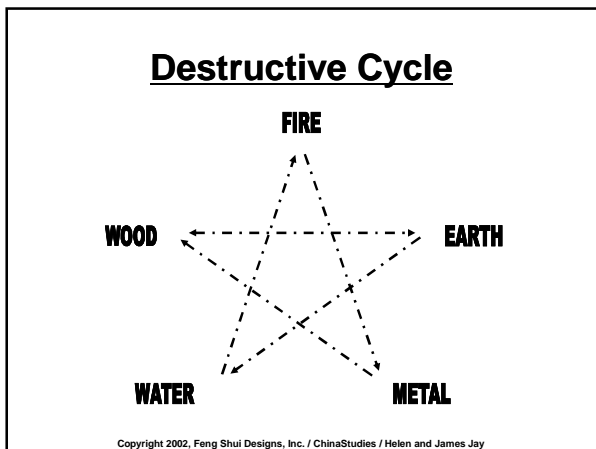 Destructive Cycle
FIRE
WOOD EARTH
WATER METAL
Copyright 2002, Feng Shui Designs, Inc. / ChinaStudies / Helen and James Jay